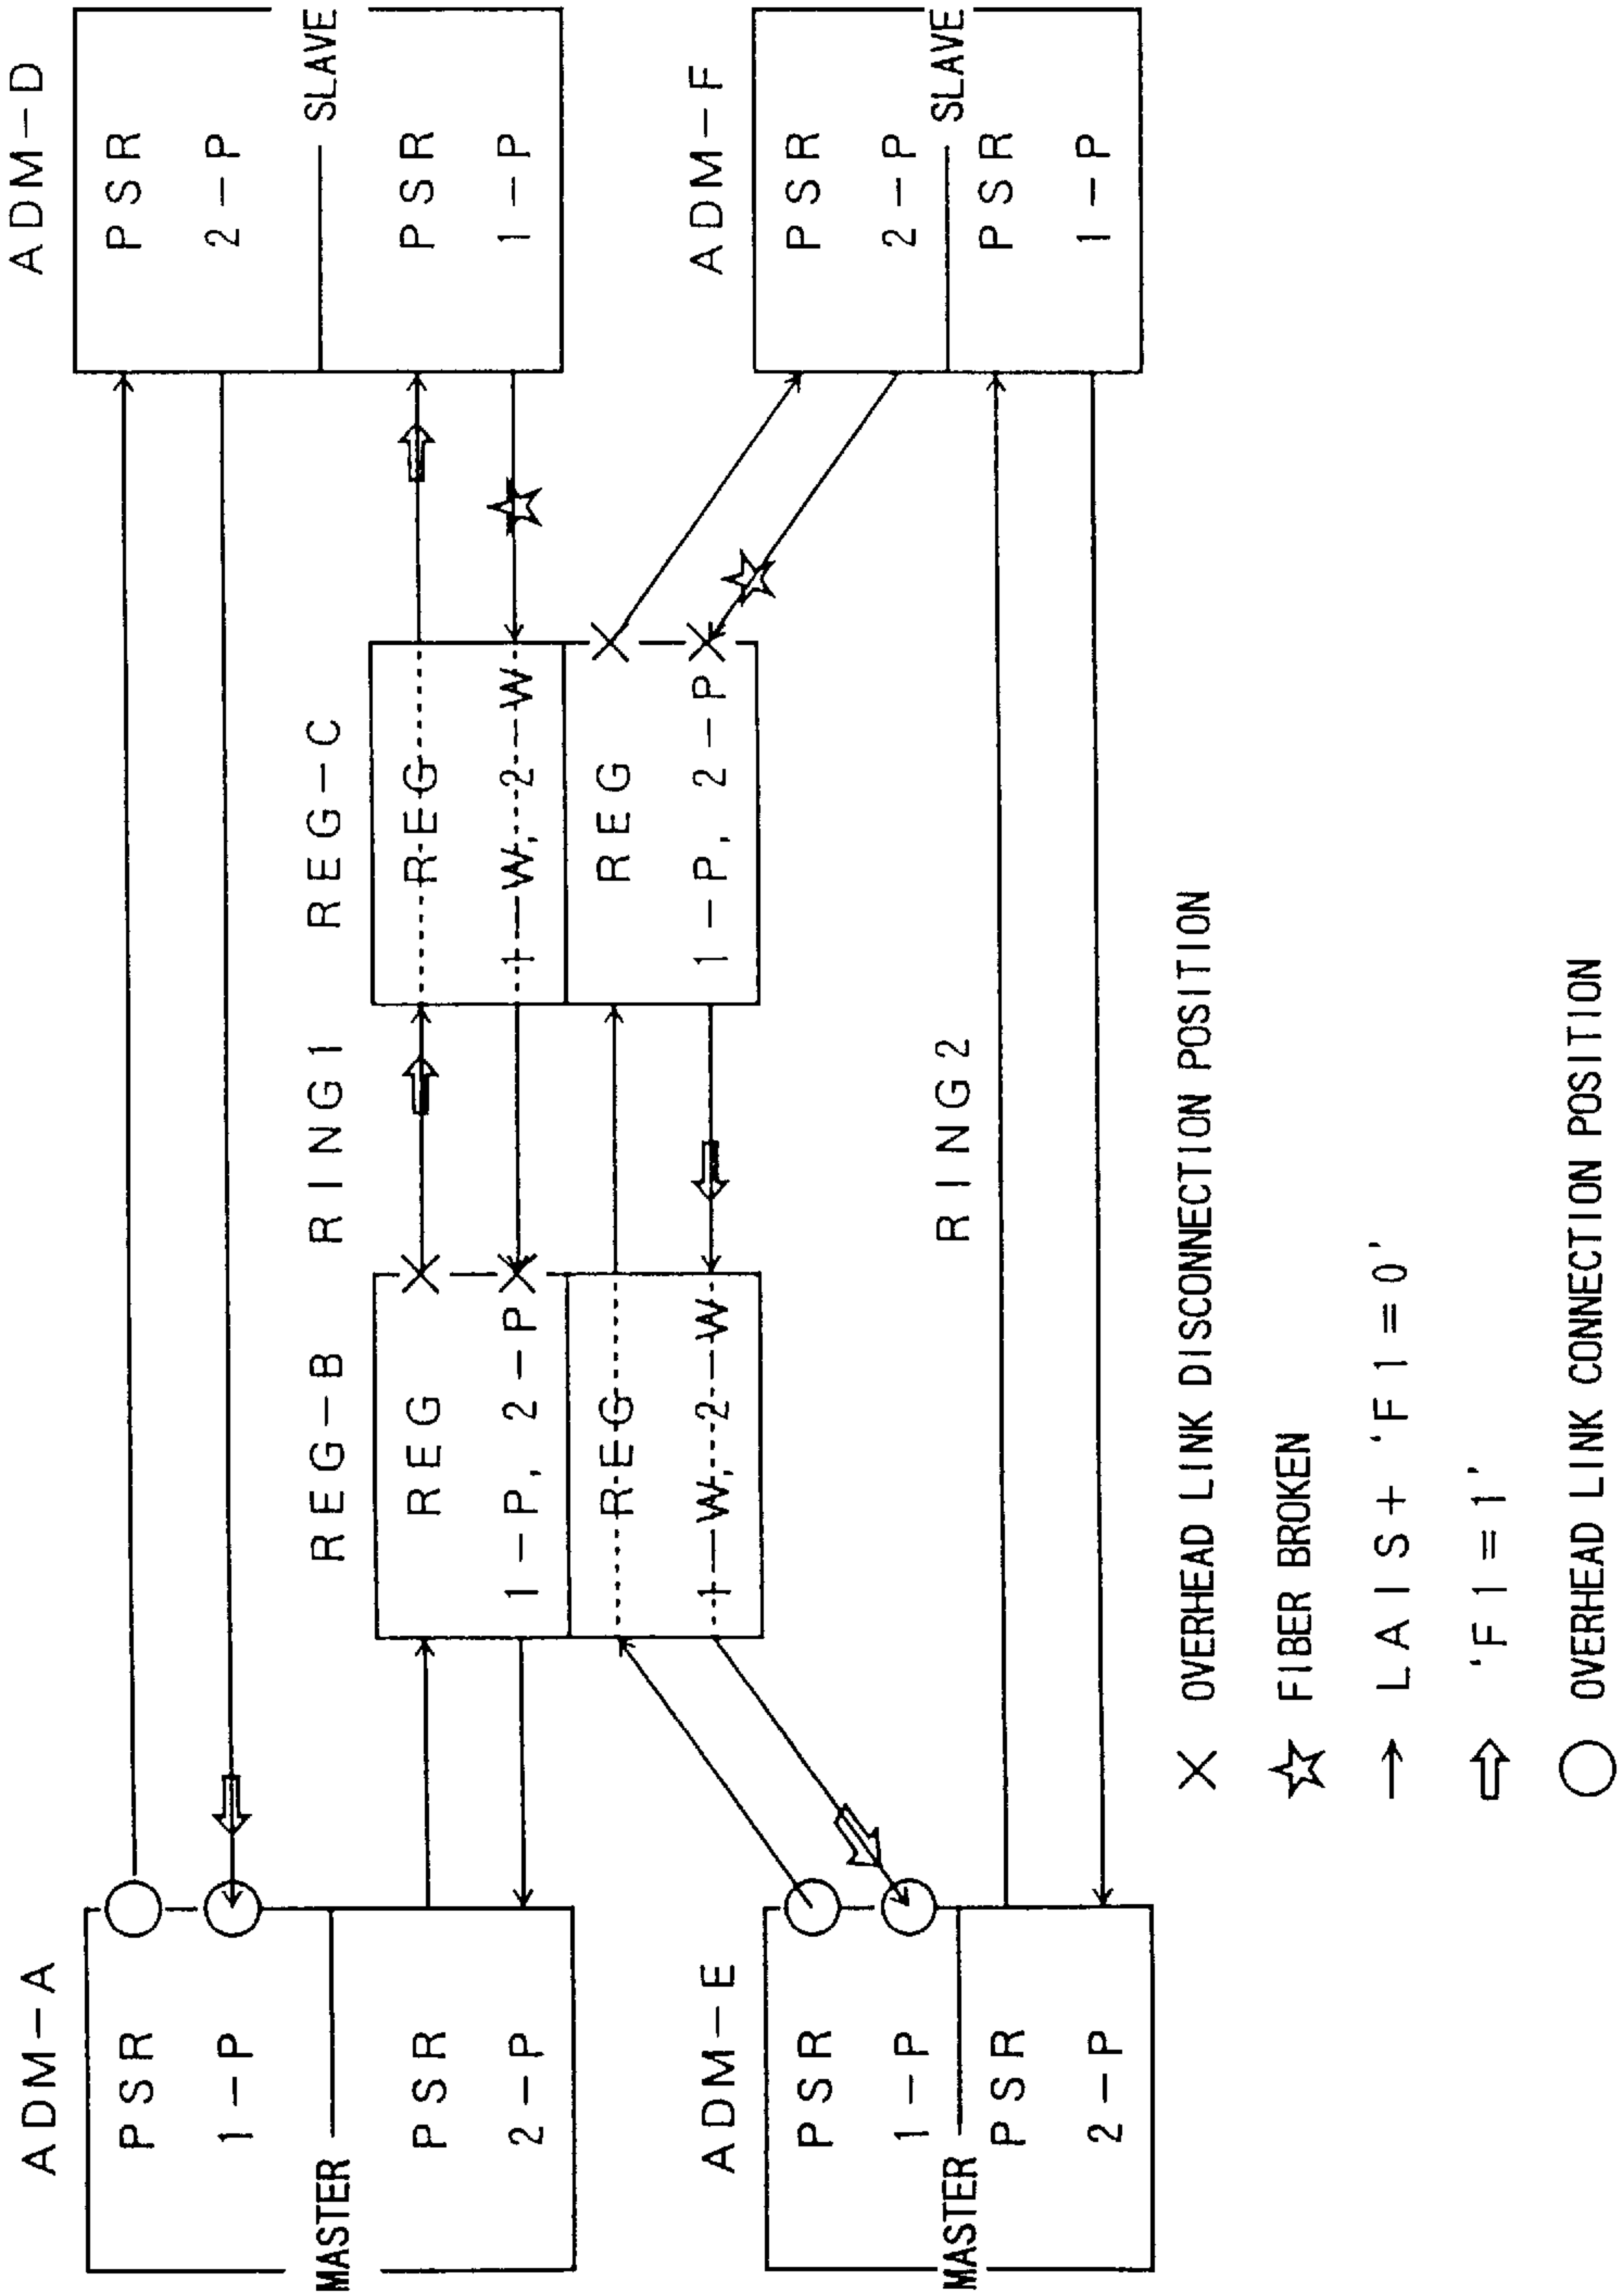 ADM-A
PSR
1-P
MASTER
PSR
2-P
ADM-D
PSR
2-P
SLAVE
PSR
1-P
REG-B
REG
1-P, 2-P
REG
1-W, 2-W
RING1
REG-C
REG
1-W, 2-W
REG
1-P, 2-P
ADM-E
PSR
1-P
MASTER
PSR
2-P
ADM-F
PSR
2-P
SLAVE
PSR
1-P
RING2
OVERHEAD LINK DISCONNECTION POSITION
FIBER BROKEN
LAIS+ 'F1=0'
'F1=1'
OVERHEAD LINK CONNECTION POSITION